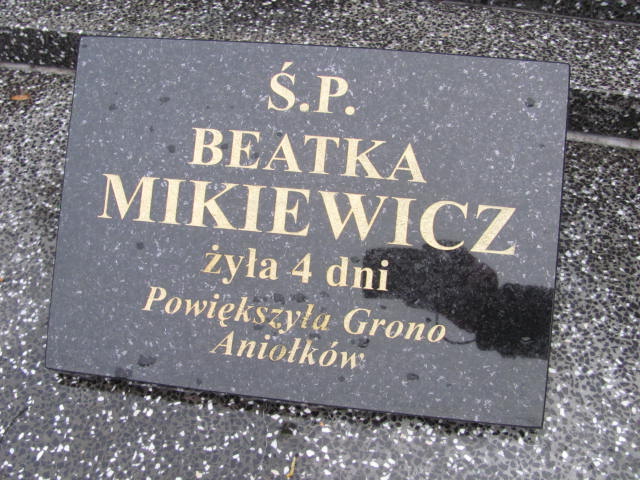 Ś.P.
BEATKA
MIKIEWICZ
żyła 4 dni
Powiększyła Grono
Aniołków